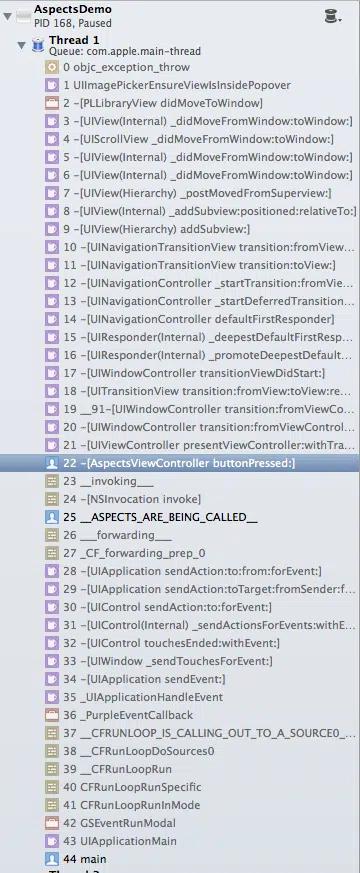 AspectsDemo
PID 168, Paused
Thread 1
Queue: com.apple.main-thread
0 objc_exception_throw
1 UIImagePickerEnsureViewIsInsidePopover
2 -[PLLibraryView didMoveToWindow]
3 -[UIView(Internal) _didMoveFromWindow:toWindow:]
4 -[UIScrollView _didMoveFromWindow:toWindow:]
5 -[UIView(Internal) _didMoveFromWindow:toWindow:]
6 -[UIView(Internal) _didMoveFromWindow:toWindow:]
7 -[UIView(Hierarchy) _postMovedFromSuperview:]
8 -[UIView(Internal) _addSubview:positioned:relativeTo:]
9 -[UIView(Hierarchy) addSubview:]
10 -[UINavigationTransitionView transition:fromView...
11 -[UINavigationTransitionView transition:toView:]
12 -[UINavigationController _startTransition:fromVie...
13 -[UINavigationController _startDeferredTransition...
14 -[UINavigationController defaultFirstResponder]
15 -[UIResponder(Internal) _deepestDefaultFirstResp...
16 -[UIResponder(Internal) _promoteDeepestDefault...
17 -[UIWindowController transitionViewDidStart:]
18 -[UITransitionView transition:fromView:toView:re...
19 __91-[UIWindowController transition:fromViewCo...
20 -[UIWindowController transition:fromViewControl...
21 -[UIViewController presentViewController:withTra...
22 -[AspectsViewController buttonPressed:]
23 __invoking___
24 -[NSInvocation invoke]
25 __ASPECTS_ARE_BEING_CALLED__
26 ___forwarding___
27 _CF_forwarding_prep_0
28 -[UIApplication sendAction:to:from:forEvent:]
29 -[UIApplication sendAction:toTarget:fromSender:f...
30 -[UIControl sendAction:to:forEvent:]
31 -[UIControl(Internal) _sendActionsForEvents:withE...
32 -[UIControl touchesEnded:withEvent:]
33 -[UIWindow _sendTouchesForEvent:]
34 -[UIApplication sendEvent:]
35 _UIApplicationHandleEvent
36 _PurpleEventCallback
37 __CFRUNLOOP_IS_CALLING_OUT_TO_A_SOURCE0_...
38 __CFRunLoopDoSources0
39 __CFRunLoopRun
40 CFRunLoopRunSpecific
41 CFRunLoopRunInMode
42 GSEventRunModal
43 UIApplicationMain
44 main